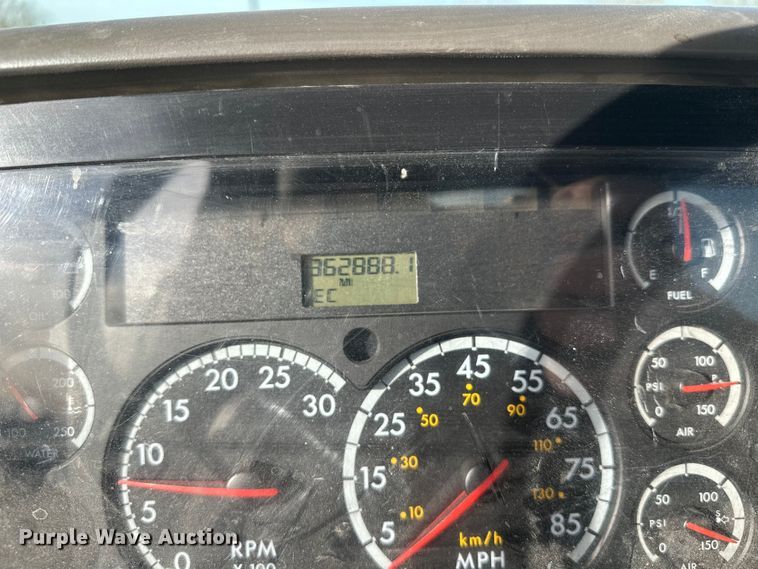 362888.1
MI
EC
E F
FUEL
20 25
15 30
10
5
0
RPM
X 100
45
35 55
25 65
15 75
5 85
70
50 90
30 110
10 130
km/h
MPH
50 100
PSI P
0 150
AIR
50 100
PSI S
0 150
AIR
200
100 250
WATER
Purple Wave Auction